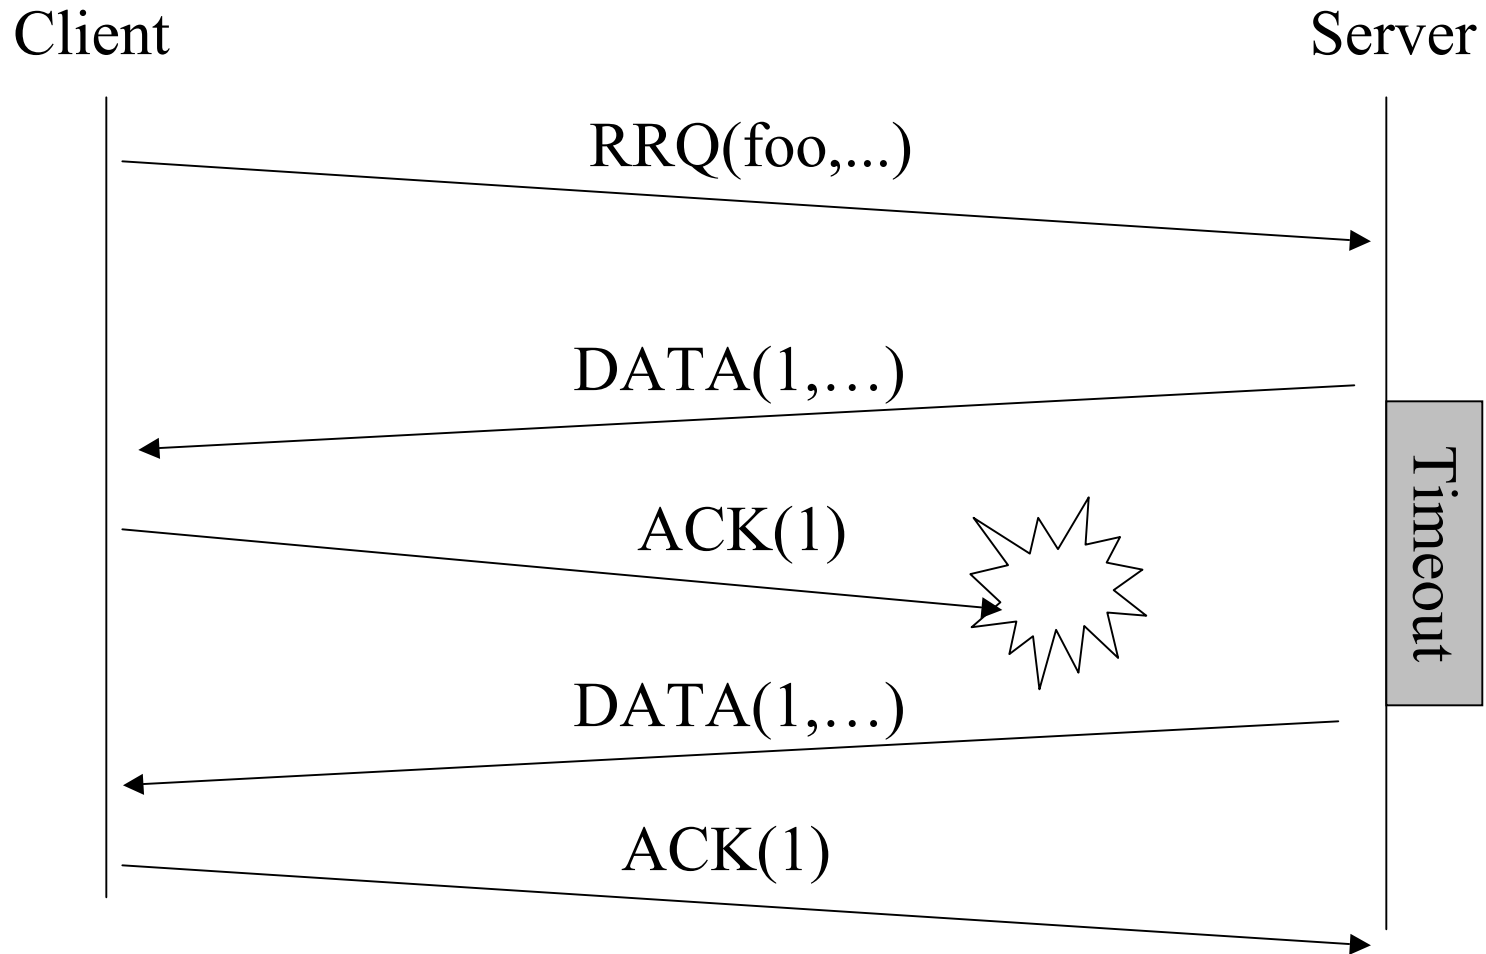 Client
Server
RRQ(foo,...)
DATA(1,…)
Timeout
ACK(1)
DATA(1,…)
ACK(1)